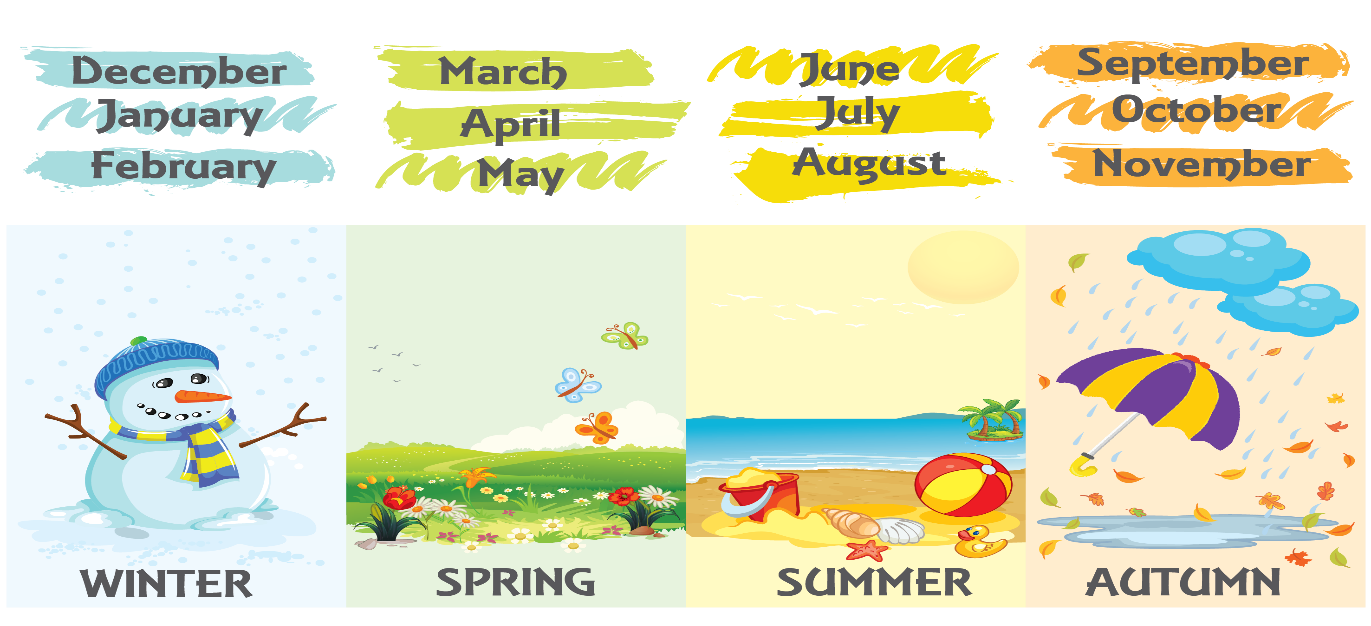 December
January
February
March
April
May
June
July
August
September
October
November
WINTER
SPRING
SUMMER
AUTUMN